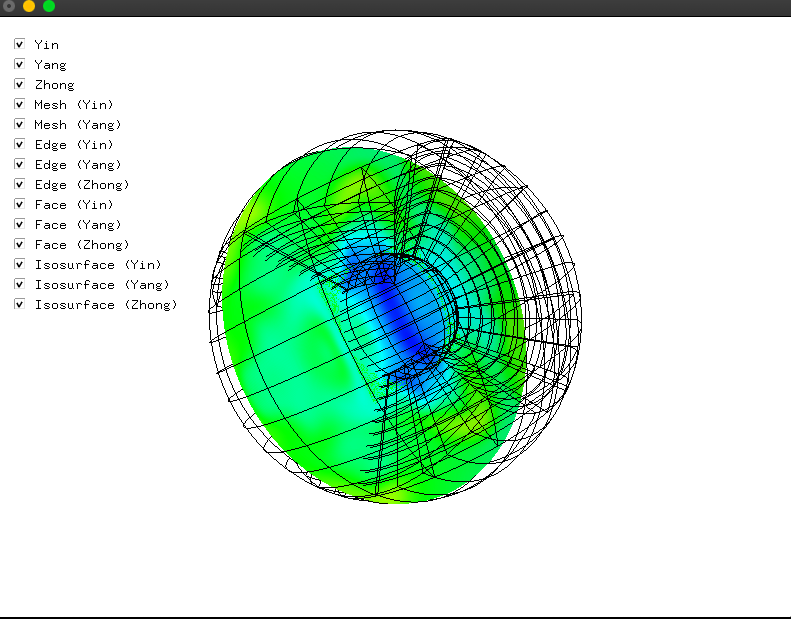 Yin
Yang
Zhong
Mesh (Yin)
Mesh (Yang)
Edge (Yin)
Edge (Yang)
Edge (Zhong)
Face (Yin)
Face (Yang)
Face (Zhong)
Isosurface (Yin)
Isosurface (Yang)
Isosurface (Zhong)